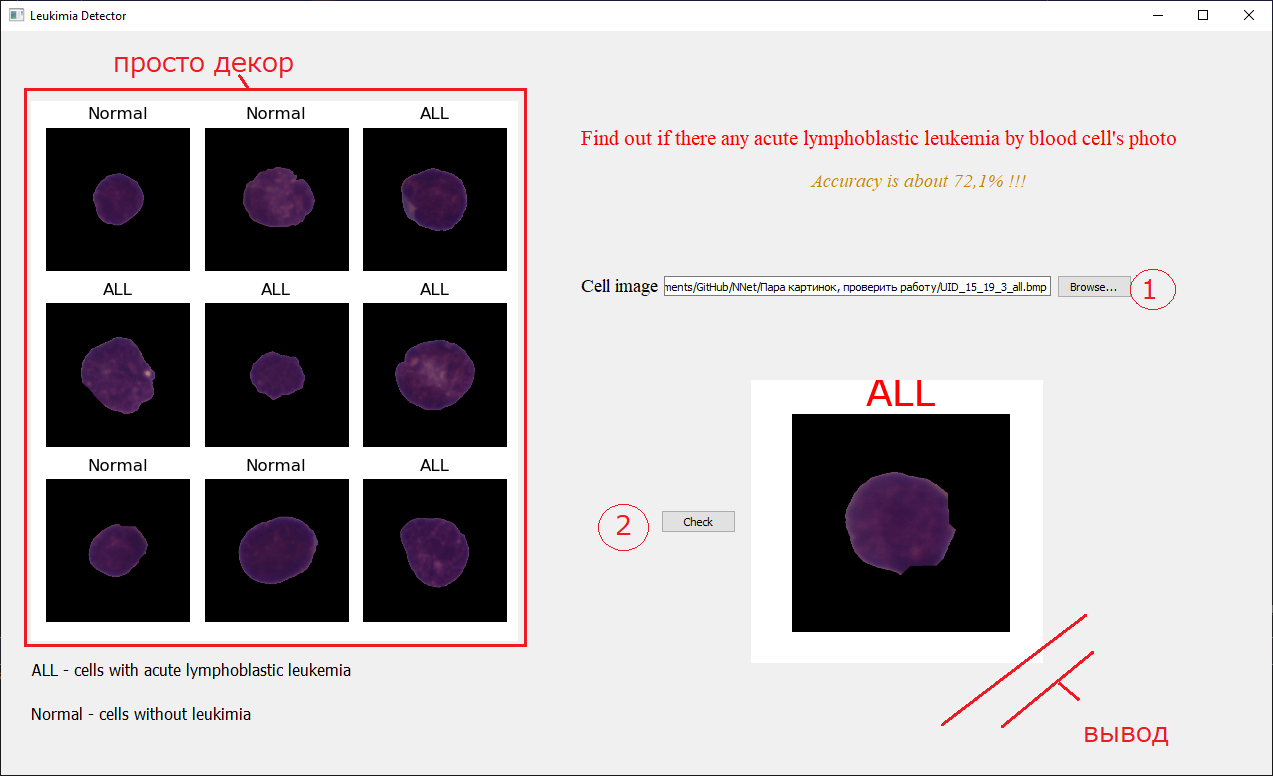 Leukimia Detector
просто декор
Normal Normal ALL
ALL ALL ALL
Normal Normal ALL
ALL - cells with acute lymphoblastic leukemia
Normal - cells without leukimia
Find out if there any acute lymphoblastic leukemia by blood cell's photo
Accuracy is about 72,1% !!!
Cell image ments/GitHub/NNet/Пара картинок, проверить работу/UID_15_19_3_all.bmp Browse... 1
ALL
2 Check
вывод